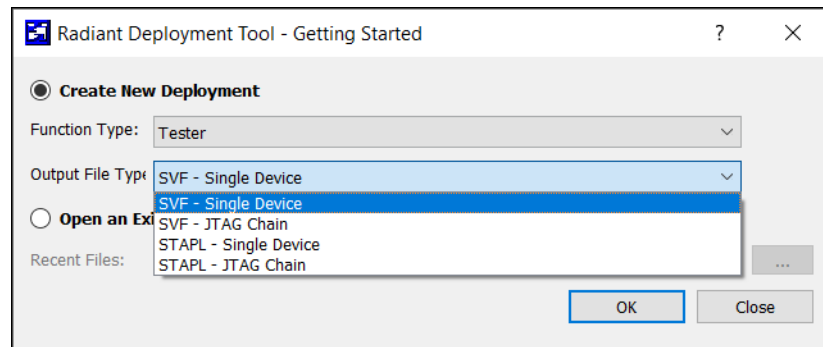 Radiant Deployment Tool - Getting Started ?
Create New Deployment
Function Type: Tester
Output File Type SVF - Single Device
SVF - Single Device
Open an Exi SVF - JTAG Chain
STAPL - Single Device
Recent Files: STAPL - JTAG Chain ...
OK Close